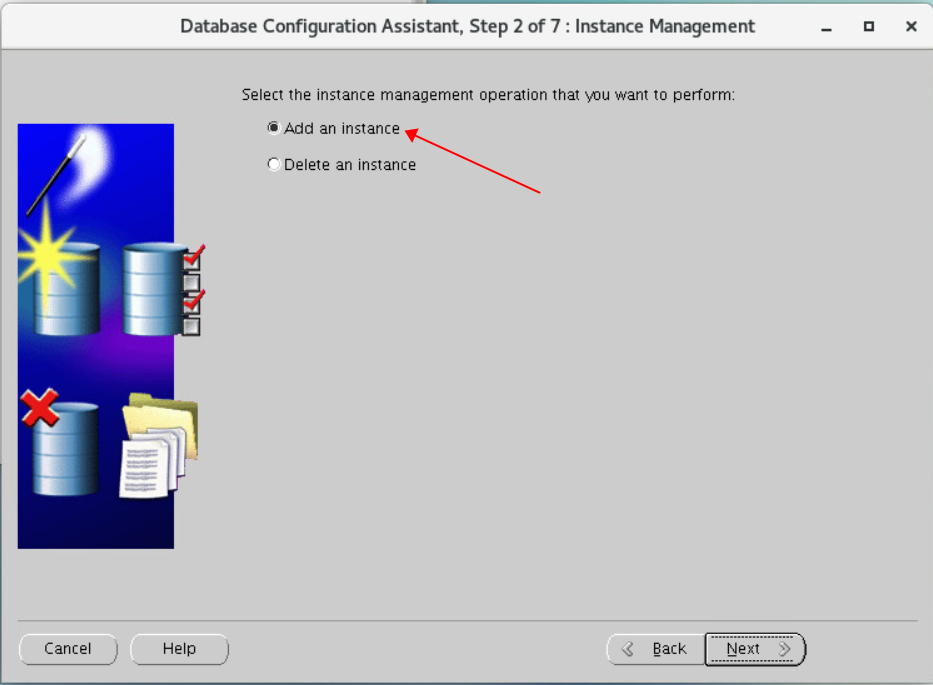 Database Configuration Assistant, Step 2 of 7 : Instance Management
Select the instance management operation that you want to perform:
Add an instance
Delete an instance
Cancel
Help
Back
Next